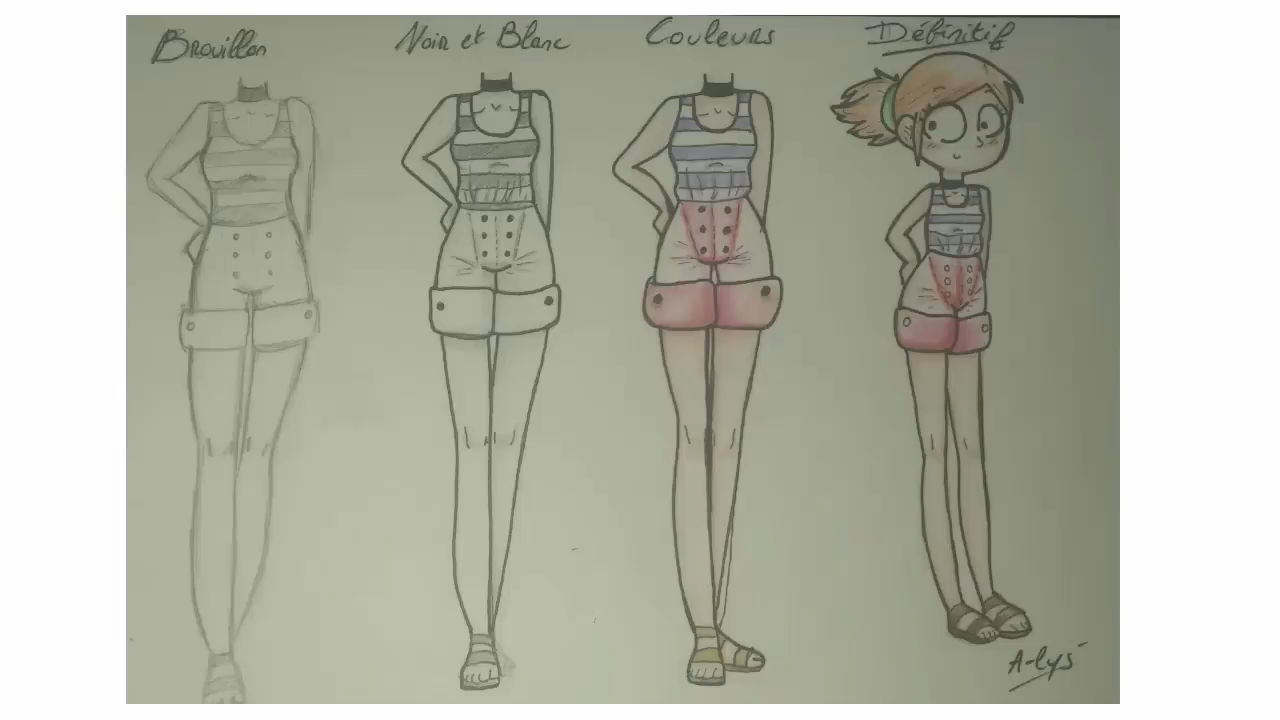 Brouillon
Noir et Blanc
Couleurs
Définitif
A-lys